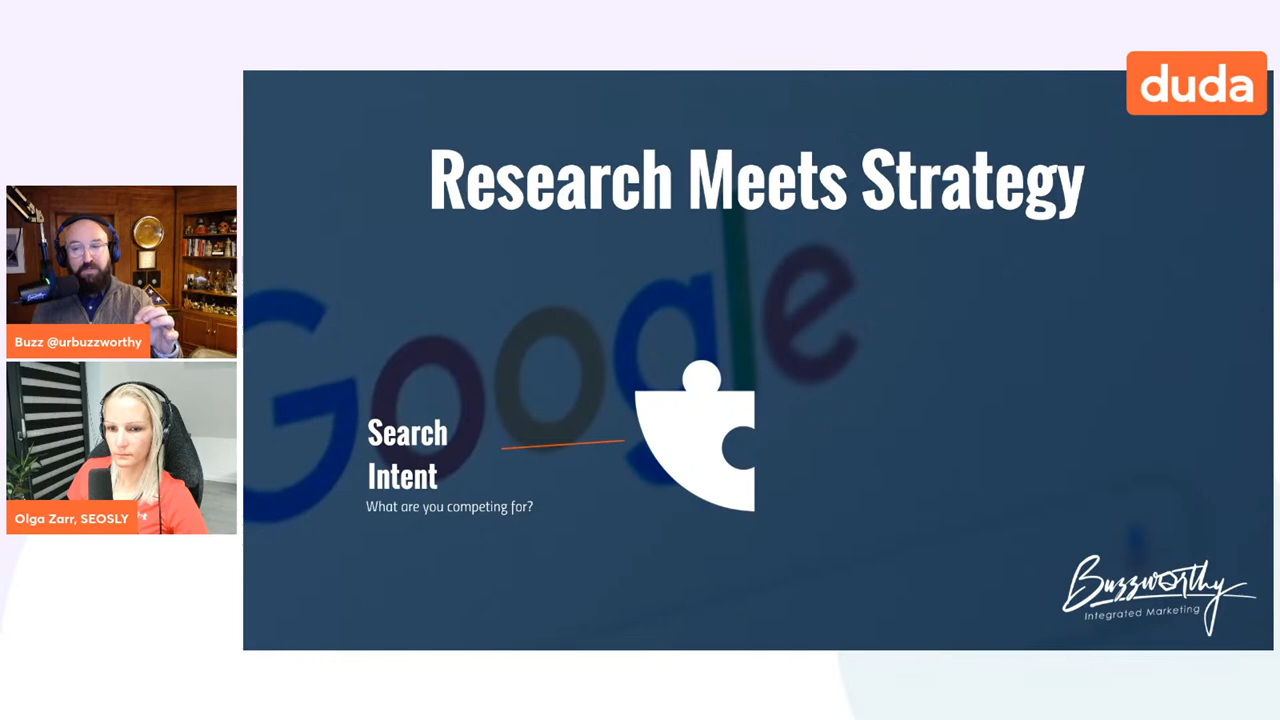 duda
Research Meets Strategy
Google
Buzz @urbuzzworthy
Search
Intent
What are you competing for?
Olga Zarr, SEOSLY
Buzzworthy
Integrated Marketing